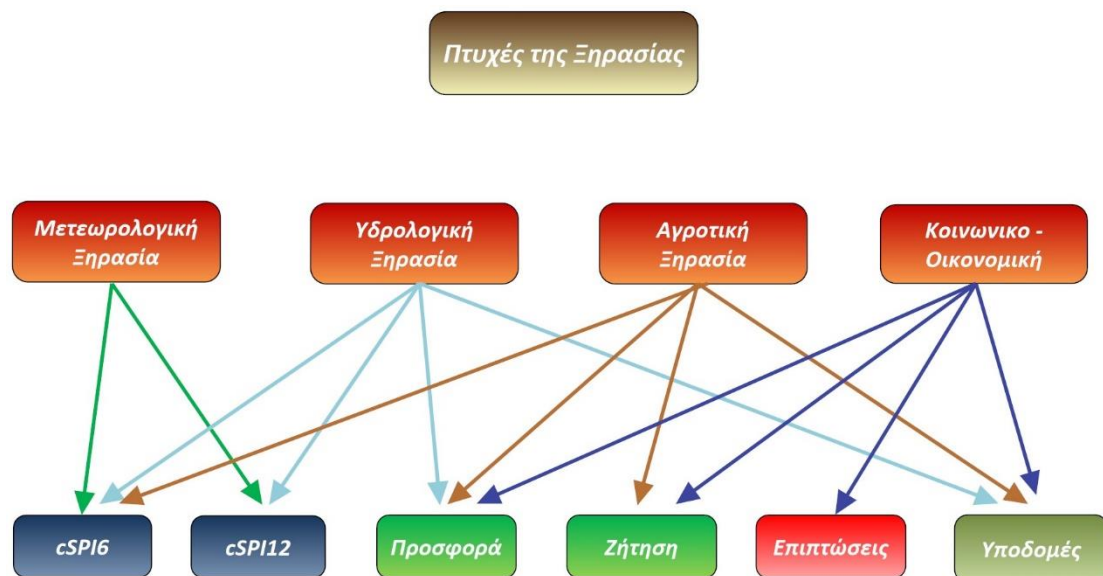 Πτυχές της Ξηρασίας
Μετεωρολογική
Ξηρασία
Υδρολογική
Ξηρασία
Αγροτική
Ξηρασία
Κοινωνικο -
Οικονομική
cSPI6
cSPI12
Προσφορά
Ζήτηση
Επιπτώσεις
Υποδομές